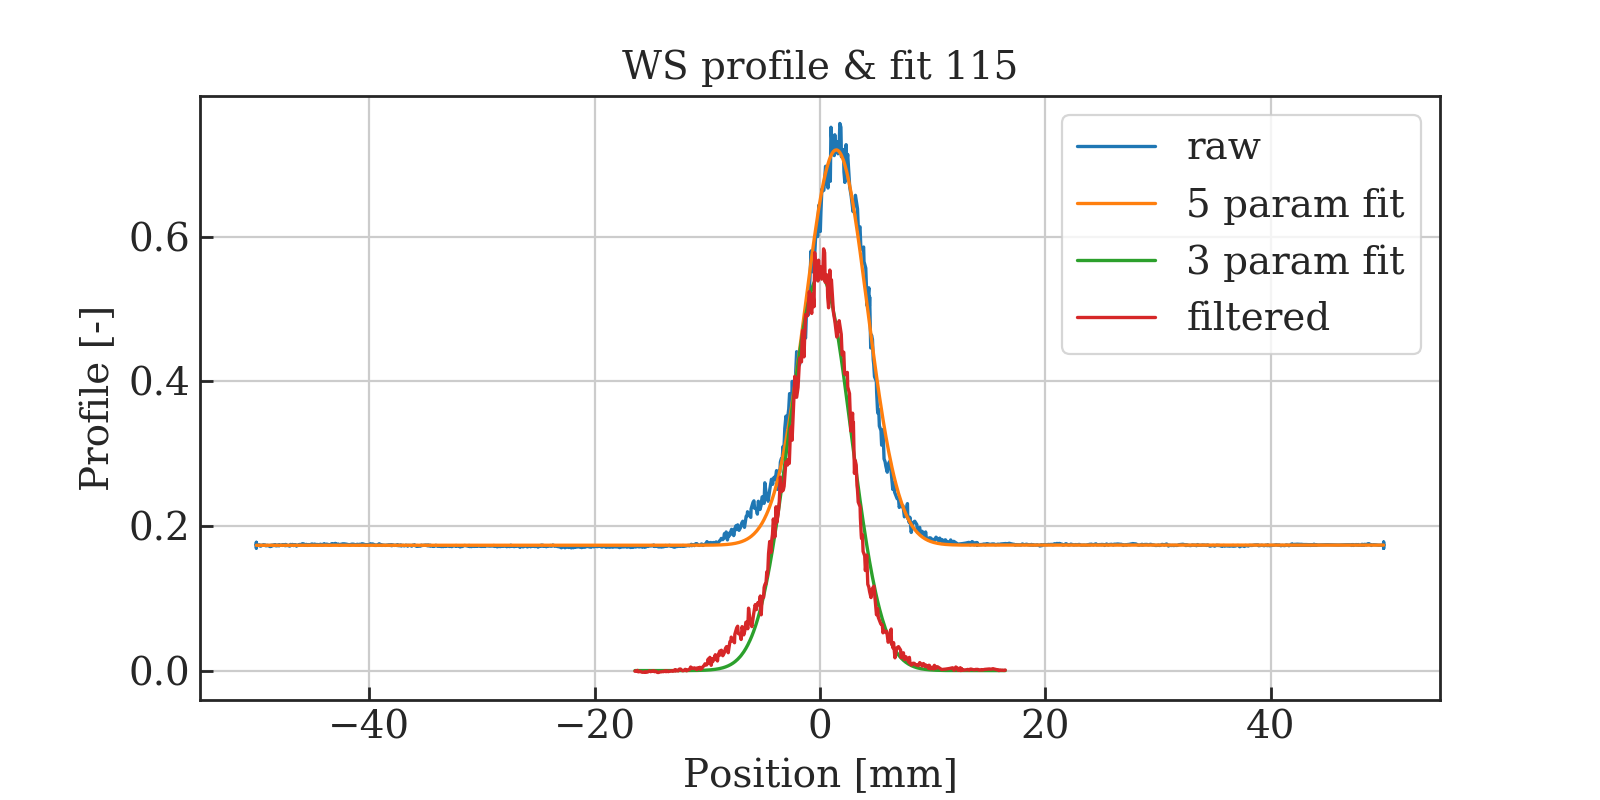 WS profile & fit 115
raw
5 param fit
3 param fit
filtered
Profile [-]
0.6
0.4
0.2
0.0
−40
−20
0
20
40
Position [mm]